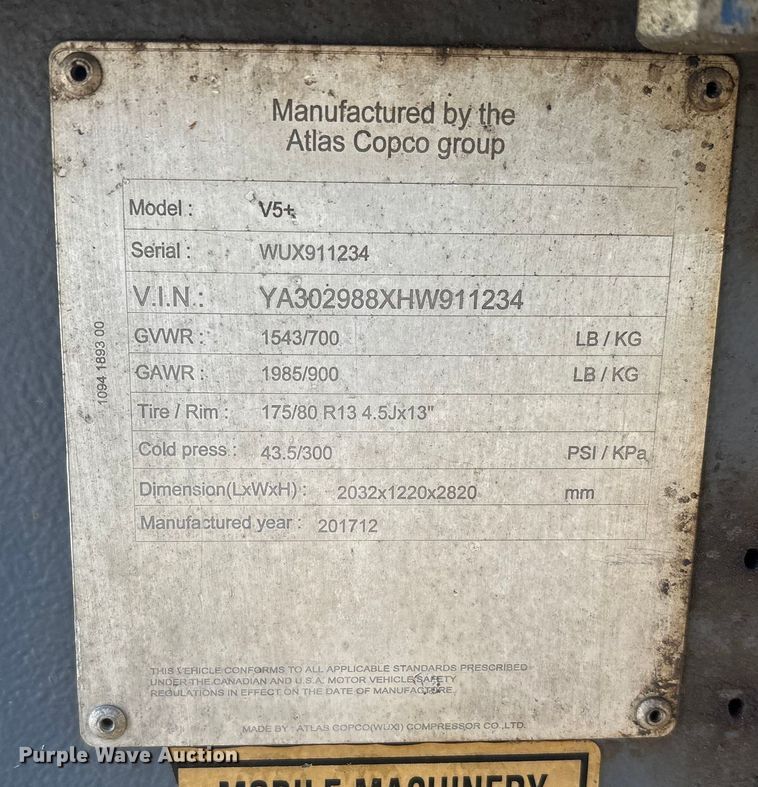 Manufactured by the
Atlas Copco group
Model : V5+
Serial : WUX911234
V.I.N.: YA302988XHW911234
GVWR : 1543/700 LB / KG
GAWR : 1985/900 LB / KG
Tire / Rim : 175/80 R13 4.5Jx13"
Cold press : 43.5/300 PSI / KPa
Dimension(LxWxH) : 2032x1220x2820 mm
Manufactured year : 201712
1094 1893 00
THIS VEHICLE CONFORMS TO ALL APPLICABLE STANDARDS PRESCRIBED
UNDER THE CANADIAN AND U.S.A. MOTOR VEHICLE SAFETY
REGULATIONS IN EFFECT ON THE DATE OF MANUFACTURE.
MADE BY : ATLAS COPCO(WUXI) COMPRESSOR CO.,LTD.
Purple Wave Auction
MOBILE MACHINERY